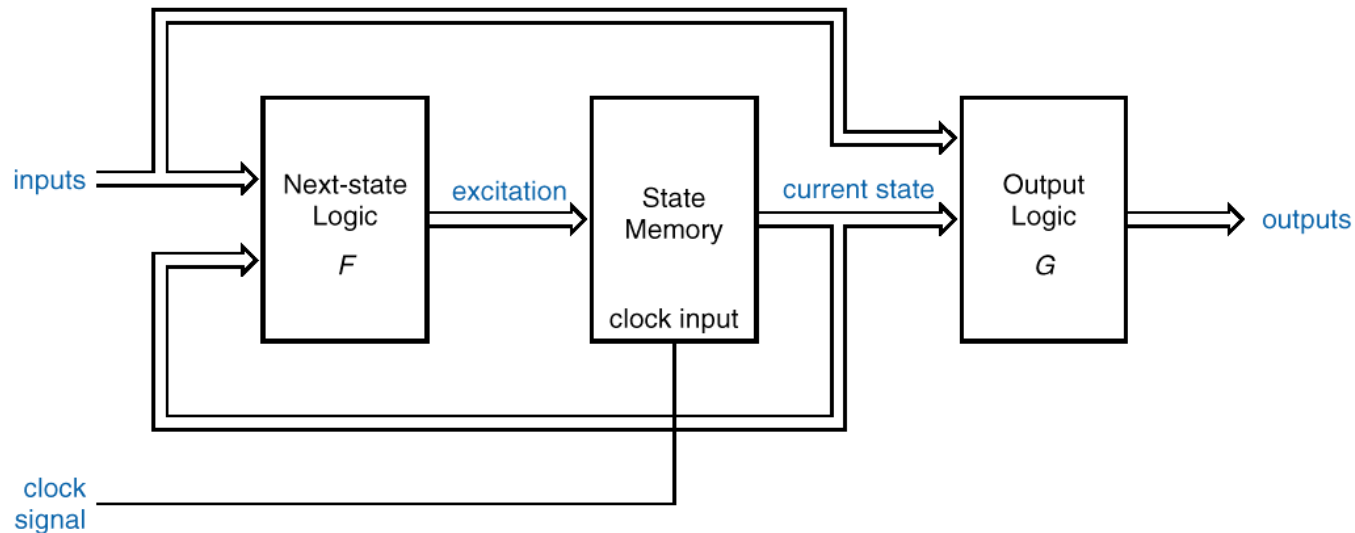 inputs
Next-state
Logic
F
excitation
State
Memory
clock input
current state
Output
Logic
G
outputs
clock
signal